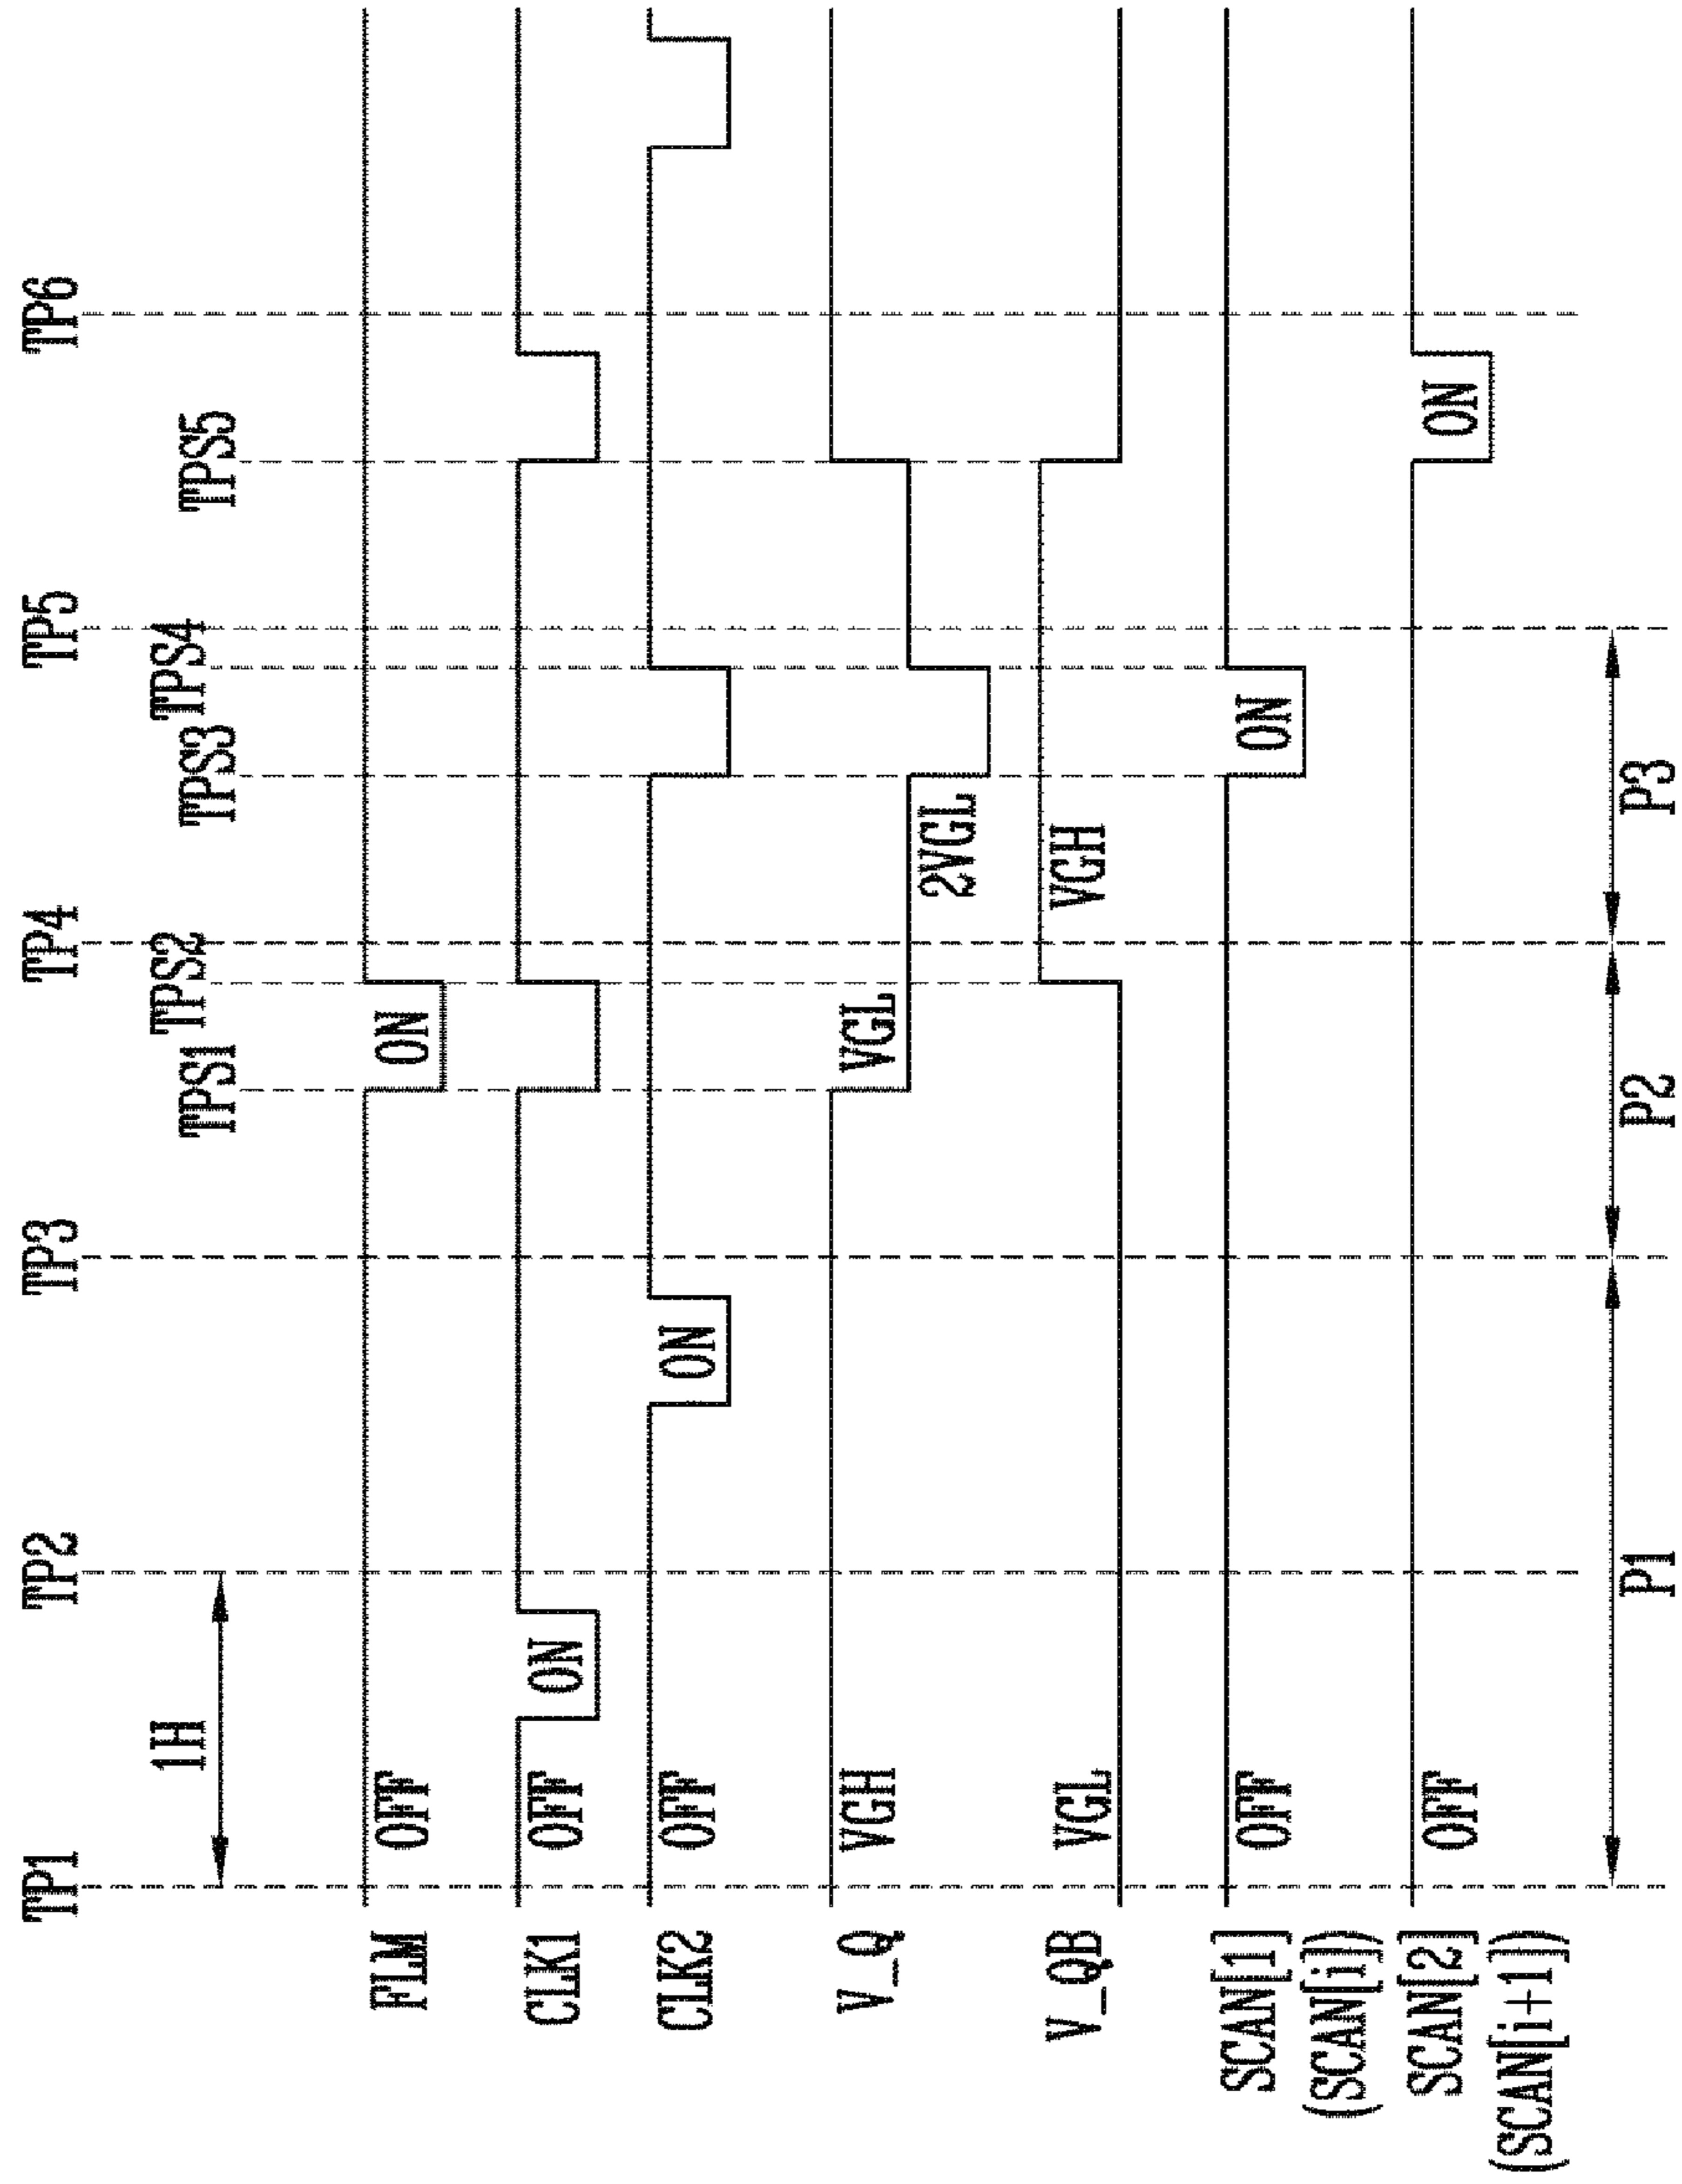 TP1 TP2 TP3 TP4 TP5 TP6
1H TPS2 TPS4
TPS1 TPS3 TPS5
FLM OFF ON
CLK1 OFF ON
CLK2 OFF ON
V_Q VGH VGL
2VGL
V_QB VGL VGH
SCAN[1] OFF ON
(SCAN[i])
SCAN[2] OFF ON
(SCAN[i+1])
P1 P2 P3